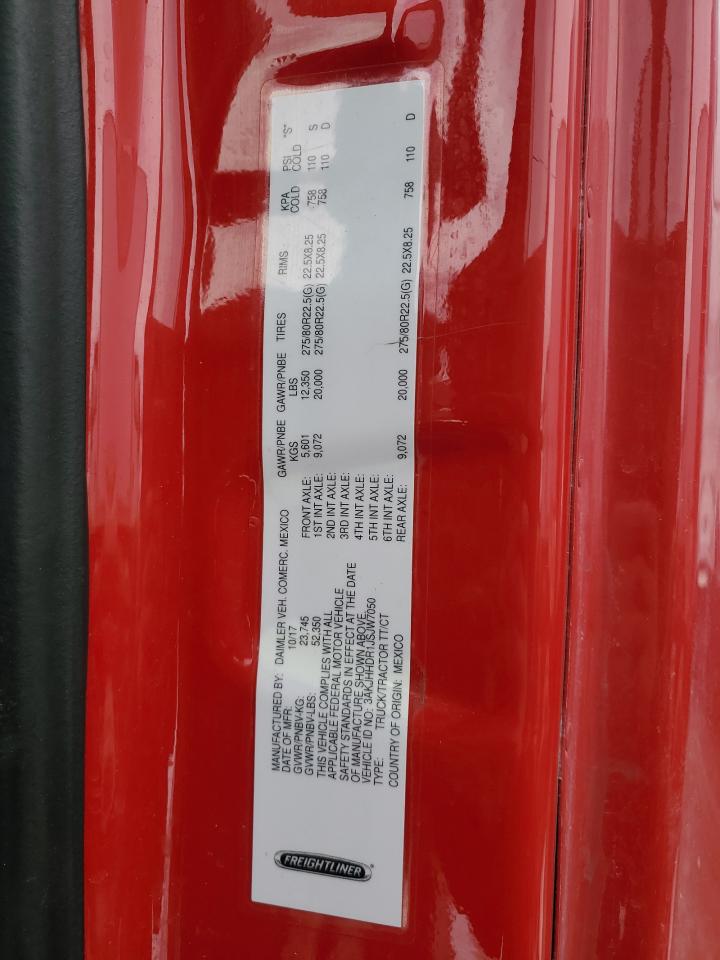 FREIGHTLINER
MANUFACTURED BY: DAIMLER VEH. COMERC. MEXICO
DATE OF MFR: 10/17
GVWR/PNBV-KG: 23,745
GVWR/PNBV-LBS: 52,350
THIS VEHICLE COMPLIES WITH ALL
APPLICABLE FEDERAL MOTOR VEHICLE
SAFETY STANDARDS IN EFFECT AT THE DATE
OF MANUFACTURE SHOWN ABOVE.
VEHICLE ID NO: 3AKJHHDR1JSJW7050
TYPE: TRUCK/TRACTOR TT/CT
COUNTRY OF ORIGIN: MEXICO
GAWR/PNBE GAWR/PNBE TIRES RIMS KPA PSI "S"
KGS LBS COLD COLD
FRONT AXLE: 5,601 12,350 275/80R22.5(G) 22.5X8.25 758 110 S
1ST INT AXLE: 9,072 20,000 275/80R22.5(G) 22.5X8.25 758 110 D
2ND INT AXLE:
3RD INT AXLE:
4TH INT AXLE:
5TH INT AXLE:
6TH INT AXLE:
REAR AXLE: 9,072 20,000 275/80R22.5(G) 22.5X8.25 758 110 D